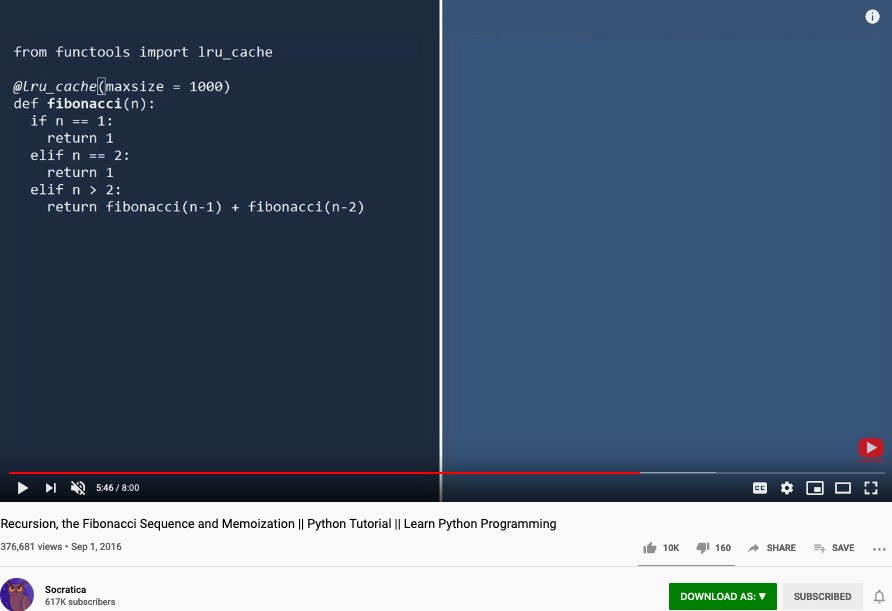 from functools import lru_cache
@lru_cache(maxsize = 1000)
def fibonacci(n):
if n == 1:
return 1
elif n == 2:
return 1
elif n > 2:
return fibonacci(n-1) + fibonacci(n-2)
5:46 / 8:00
CC
Recursion, the Fibonacci Sequence and Memoization || Python Tutorial || Learn Python Programming
376,681 views • Sep 1, 2016
10K 160 SHARE SAVE
Socratica
617K subscribers
DOWNLOAD AS: ▼ SUBSCRIBED